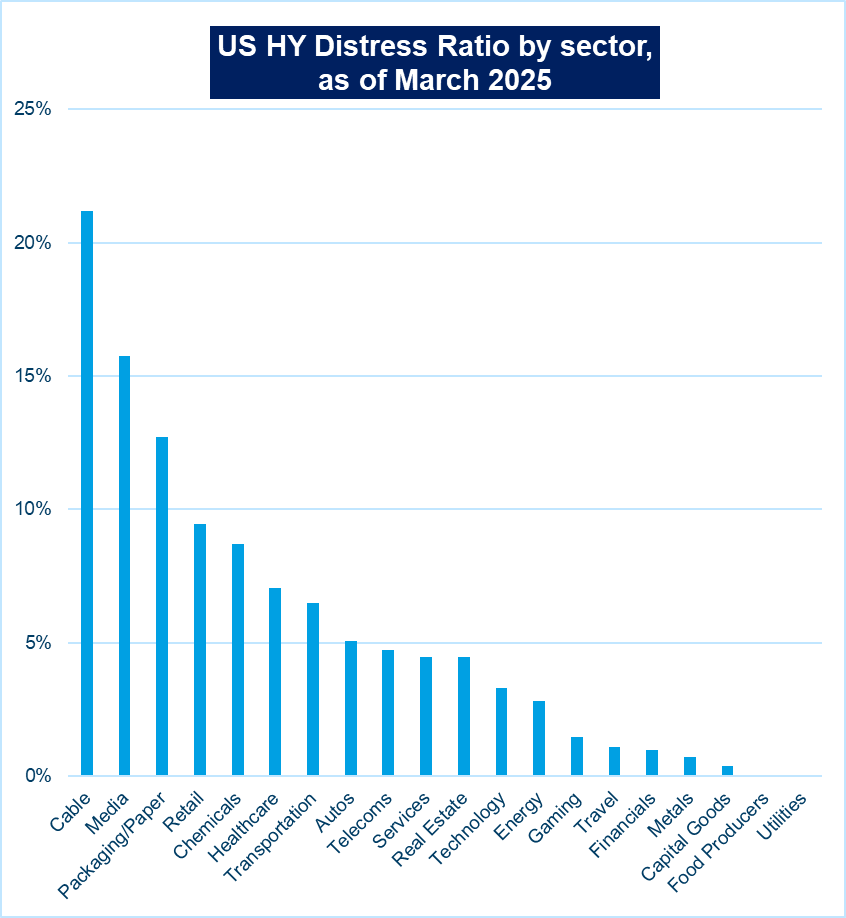 US HY Distress Ratio by sector,
as of March 2025
25%
20%
15%
10%
5%
0%
Cable
Media
Packaging/Paper
Retail
Chemicals
Healthcare
Transportation
Autos
Telecoms
Services
Real Estate
Technology
Energy
Gaming
Travel
Financials
Metals
Capital Goods
Food Producers
Utilities